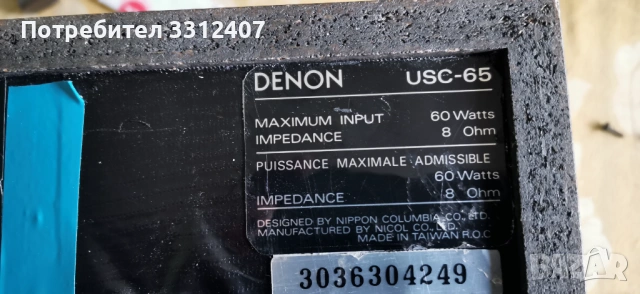 Потребител 3312407
DENON USC-65
MAXIMUM INPUT 60 Watts
IMPEDANCE 8 Ohm
PUISSANCE MAXIMALE ADMISSIBLE
60 Watts
IMPEDANCE 8 Ohm
DESIGNED BY NIPPON COLUMBIA CO., LTD.
MANUFACTURED BY NICOL CO., LTD.
MADE IN TAIWAN R.O.C
3036304249
bazar